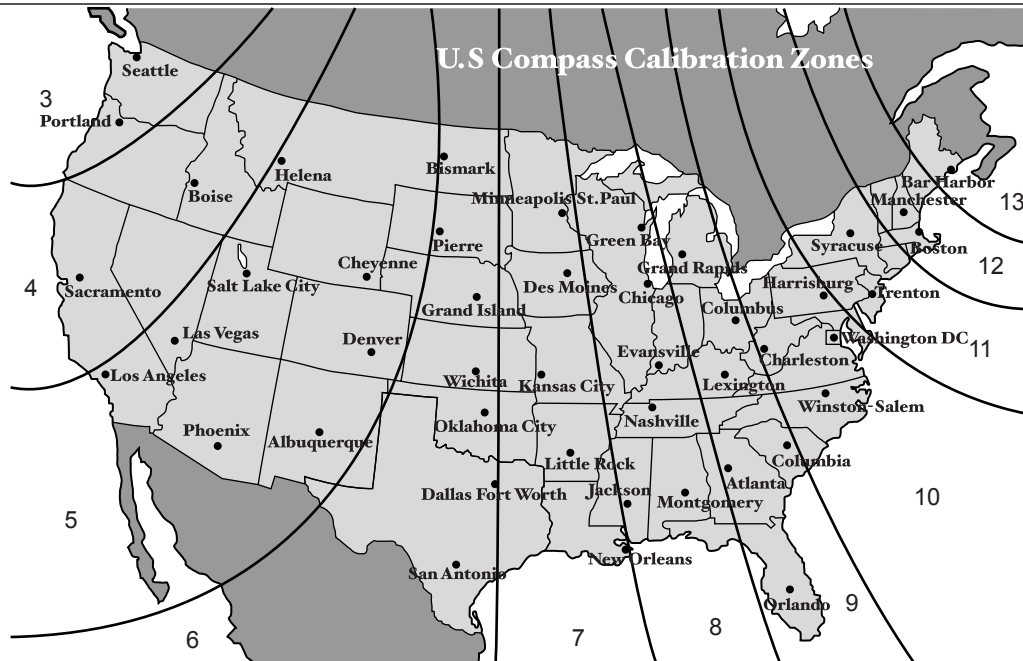 U.S Compass Calibration Zones
Seattle
3
Portland
Helena
Bismark
Boise
Minneapolis St.Paul
Bar Harbor
Manchester
13
Green Bay
Pierre
Syracuse
Boston
Cheyenne
Grand Rapids
12
4
Sacramento
Salt Lake City
Des Moines
Chicago
Harrisburg
Trenton
Grand Island
Columbus
Las Vegas
Denver
Washington DC
11
Evansville
Charleston
Los Angeles
Wichita
Kansas City
Lexington
Winston-Salem
Phoenix
Albuquerque
Oklahoma City
Nashville
Little Rock
Columbia
Dallas Fort Worth
Jackson
Atlanta
Montgomery
10
5
New Orleans
San Antonio
Orlando
9
6
7
8